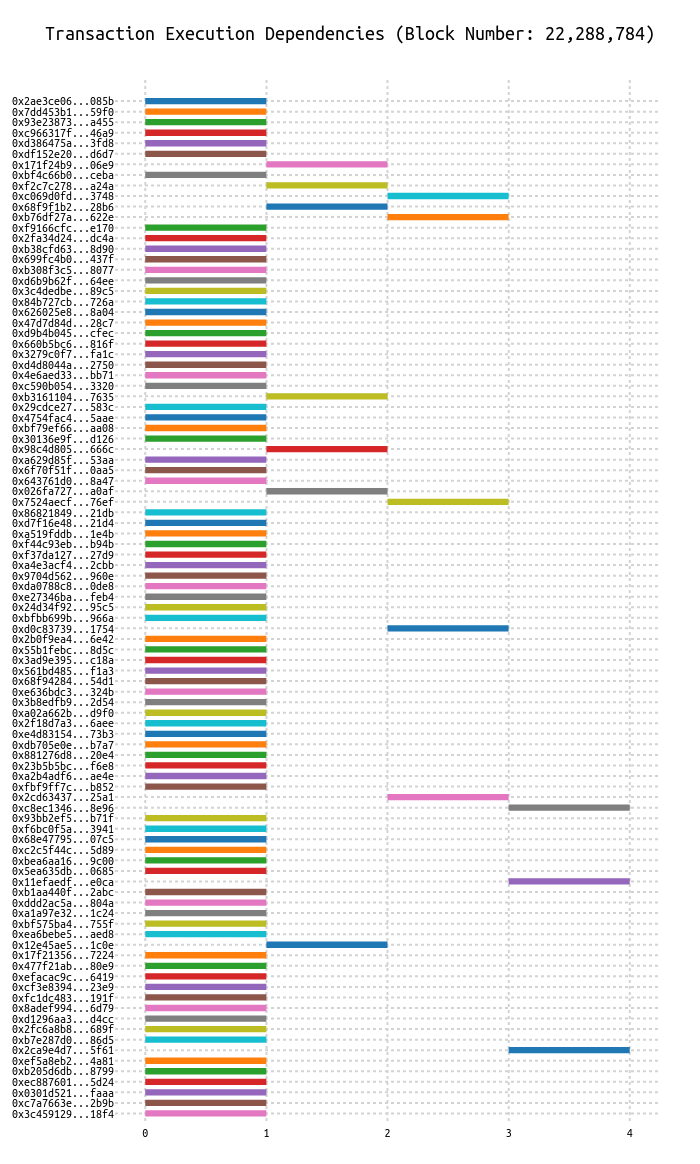 Transaction Execution Dependencies (Block Number: 22,288,784)
0x2ae3ce06...085b
0x7dd453b1...59f0
0x93e23873...a455
0xc966317f...46a9
0xd386475a...3fd8
0xdf152e20...d6d7
0x171f24b9...06e9
0xbf4c66b0...ceba
0xf2c7c278...a24a
0xc069d0fd...3748
0x68f9f1b2...28b6
0xb76df27a...622e
0xf9166cfc...e170
0x2fa34d24...dc4a
0xb38cfd63...8d90
0x699fc4b0...437f
0xb308f3c5...8077
0xd6b9b62f...64ee
0x3c4dedbe...89c5
0x84b727cb...726a
0x626025e8...8a04
0x47d7d84d...28c7
0xd9b4b045...cfec
0x660b5bc6...816f
0x3279c0f7...fa1c
0xd4d8044a...2750
0x4e6aed33...bb71
0xc590b054...3320
0xb3161104...7635
0x29cdce27...583c
0x4754fac4...5aae
0xbf79ef66...aa08
0x30136e9f...d126
0x98c4d805...666c
0xa629d85f...53aa
0x6f70f51f...0aa5
0x643761d0...8a47
0x026fa727...a0af
0x7524aecf...76ef
0x86821849...21db
0xd7f16e48...21d4
0xa519fddb...1e4b
0xf44c93eb...b94b
0xf37da127...27d9
0xa4e3acf4...2cbb
0x9704d562...960e
0xda0788c8...0de8
0xe27346ba...feb4
0x24d34f92...95c5
0xbfbb699b...966a
0xd0c83739...1754
0x2b0f9ea4...6e42
0x55b1febc...8d5c
0x3ad9e395...c18a
0x561bd485...f1a3
0x68f94284...54d1
0xe636bdc3...324b
0x3b8edfb9...2d54
0xa02a662b...d9f0
0x2f18d7a3...6aee
0xe4d83154...73b3
0xdb705e0e...b7a7
0x881276d8...20e4
0x23b5b5bc...f6e8
0xa2b4adf6...ae4e
0xfbf9ff7c...b852
0x2cd63437...25a1
0xc8ec1346...8e96
0x93bb2ef5...b71f
0xf6bc0f5a...3941
0x68e47795...07c5
0xc2c5f44c...5d89
0xbea6aa16...9c00
0x5ea635db...0685
0x11efaedf...e0ca
0xb1aa440f...2abc
0xddd2ac5a...804a
0xa1a97e32...1c24
0xbf575ba4...755f
0xea6bebe5...aed8
0x12e45ae5...1c0e
0x17f21356...7224
0x477f21ab...80e9
0xefacac9c...6419
0xcf3e8394...23e9
0xfc1dc483...191f
0x8adef994...6d79
0xd1296aa3...d4cc
0x2fc6a8b8...689f
0xb7e287d0...86d5
0x2ca9e4d7...5f61
0xef5a8eb2...4a81
0xb205d6db...8799
0xec887601...5d24
0x0301d521...faaa
0xc7a7663e...2b9b
0x3c459129...18f4
0 1 2 3 4